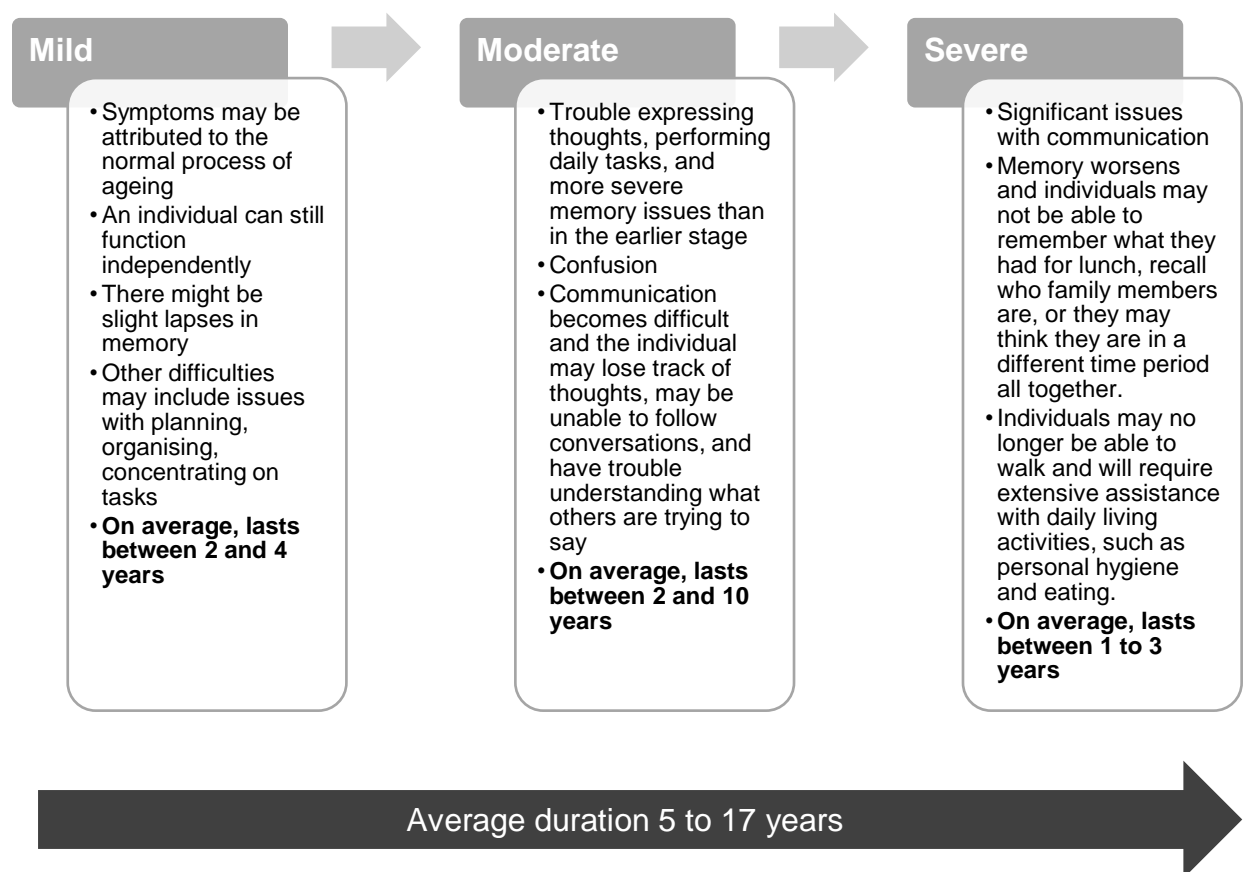 Mild
• Symptoms may be
attributed to the
normal process of
ageing
• An individual can still
function
independently
• There might be
slight lapses in
memory
• Other difficulties
may include issues
with planning,
organising,
concentrating on
tasks
• On average, lasts
between 2 and 4
years
Moderate
• Trouble expressing
thoughts, performing
daily tasks, and
more severe
memory issues than
in the earlier stage
• Confusion
• Communication
becomes difficult
and the individual
may lose track of
thoughts, may be
unable to follow
conversations, and
have trouble
understanding what
others are trying to
say
• On average, lasts
between 2 and 10
years
Severe
• Significant issues
with communication
• Memory worsens
and individuals may
not be able to
remember what they
had for lunch, recall
who family members
are, or they may
think they are in a
different time period
all together.
• Individuals may no
longer be able to
walk and will require
extensive assistance
with daily living
activities, such as
personal hygiene
and eating.
• On average, lasts
between 1 to 3
years
Average duration 5 to 17 years